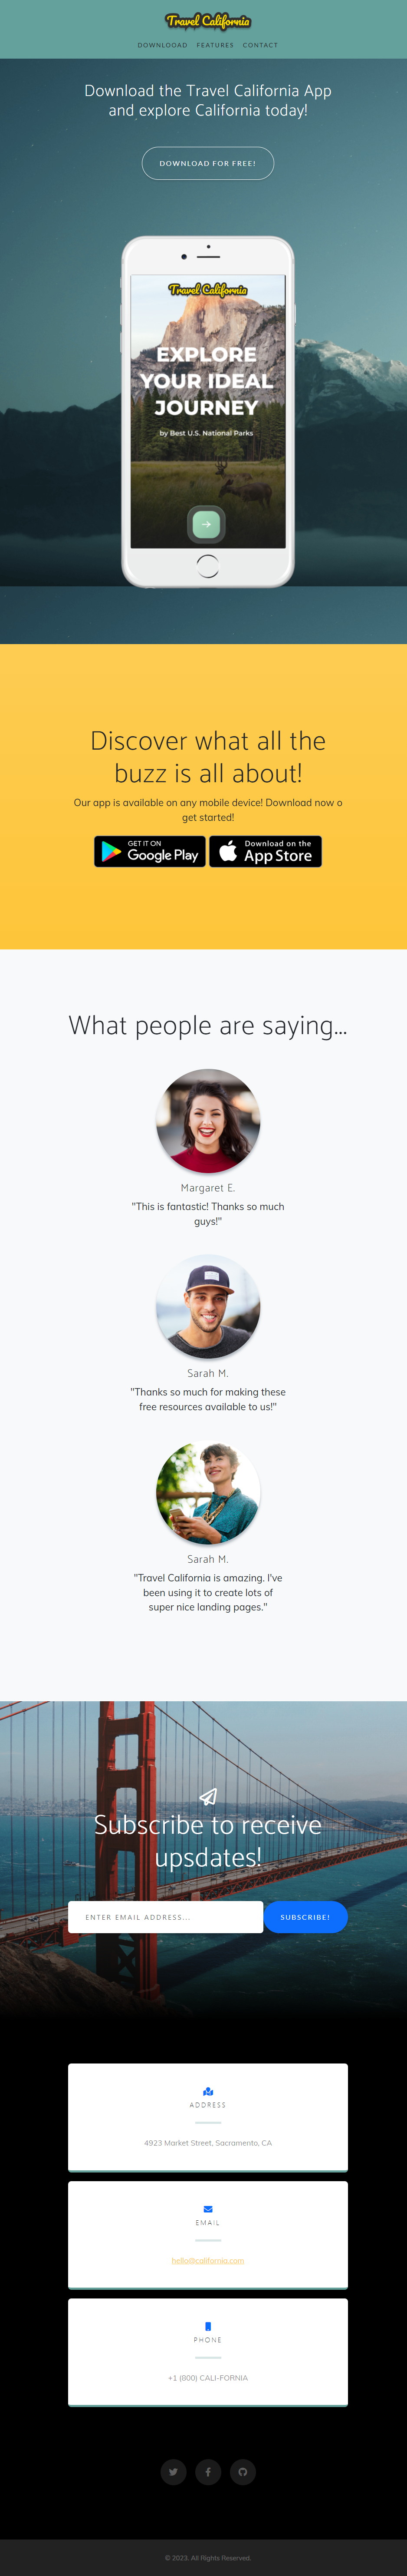 Travel California
DOWNLOOAD FEATURES CONTACT
Download the Travel California App
and explore California today!
DOWNLOAD FOR FREE!
Travel California
EXPLORE
YOUR IDEAL
JOURNEY
by Best U.S. National Parks
Discover what all the
buzz is all about!
Our app is available on any mobile device! Download now o
get started!
GET IT ON
Google Play
Download on the
App Store
What people are saying...
Margaret E.
"This is fantastic! Thanks so much
guys!"
Sarah M.
"Thanks so much for making these
free resources available to us!"
Sarah M.
"Travel California is amazing. I've
been using it to create lots of
super nice landing pages."
Subscribe to receive
upsdates!
ENTER EMAIL ADDRESS...
SUBSCRIBE!
ADDRESS
4923 Market Street, Sacramento, CA
EMAIL
hello@california.com
PHONE
+1 (800) CALI-FORNIA
© 2023. All Rights Reserved.